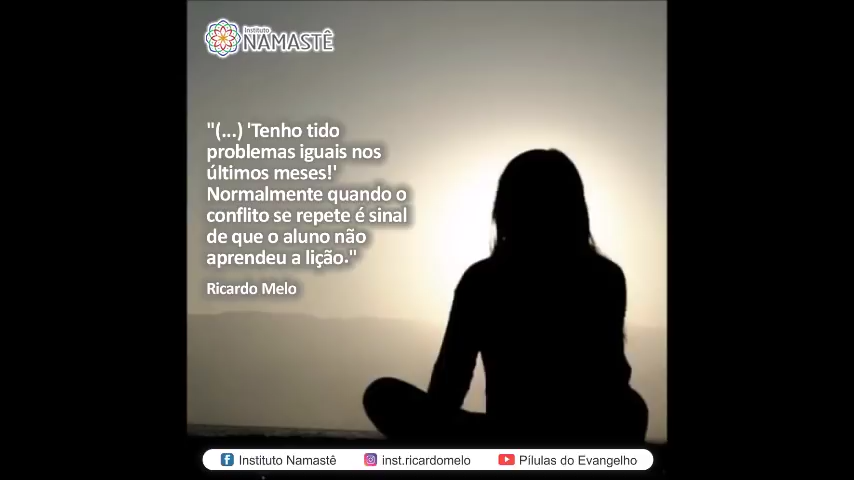 Instituto
NAMASTÊ
"(...) 'Tenho tido
problemas iguais nos
últimos meses!'
Normalmente quando o
conflito se repete é sinal
de que o aluno não
aprendeu a lição."
Ricardo Melo
Instituto Namastê inst.ricardomelo Pílulas do Evangelho